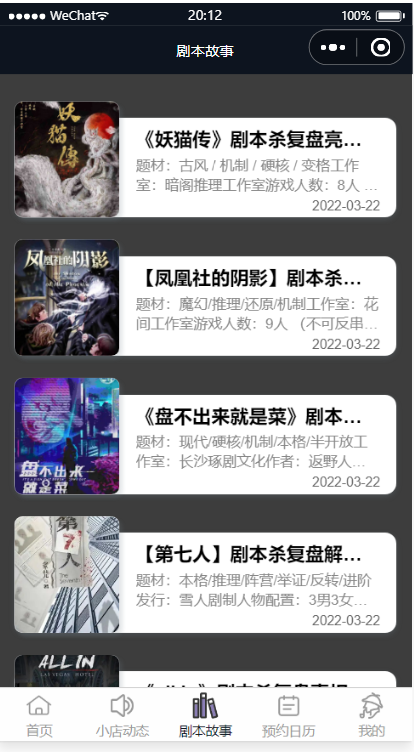 WeChat 20:12 100%
剧本故事
妖猫傳
《妖猫传》剧本杀复盘亮...
题材：古风 / 机制 / 硬核 / 变格工作
室：暗阁推理工作室游戏人数：8人 ...
2022-03-22
凤凰社的阴影
【凤凰社的阴影】剧本杀...
题材：魔幻/推理/还原/机制工作室：花
间工作室游戏人数：9人 （不可反串...
2022-03-22
盘不出来
就是菜
《盘不出来就是菜》剧本...
题材：现代/硬核/机制/本格/半开放工
作室：长沙琢剧文化作者：返野人...
2022-03-22
第
7
人
【第七人】剧本杀复盘解...
题材：本格/推理/阵营/举证/反转/进阶
发行：雪人剧制人物配置：3男3女...
2022-03-22
ALL IN
LAS VEGAS HOTEL
首页 小店动态 剧本故事 预约日历 我的